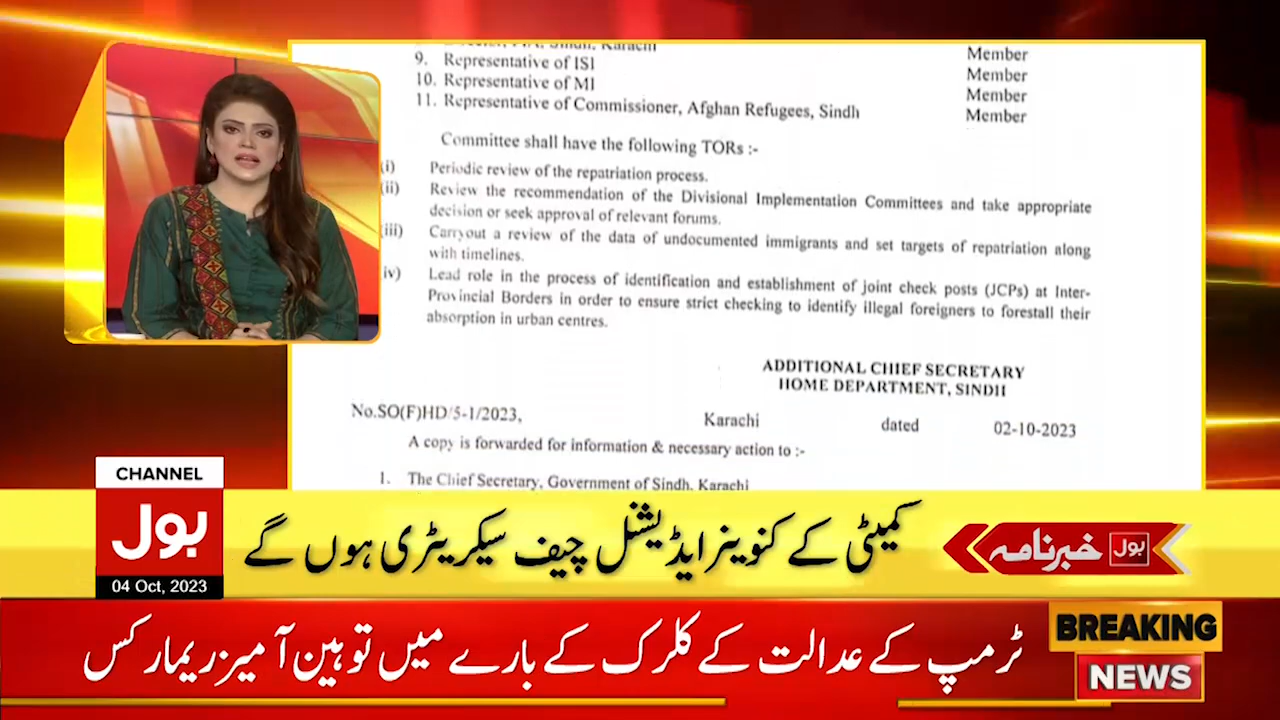 Member
9. Representative of ISI Member
10. Representative of MI Member
11. Representative of Commissioner, Afghan Refugees, Sindh Member
Committee shall have the following TORs :-
(i) Periodic review of the repatriation process.
(ii) Review the recommendation of the Divisional Implementation Committees and take appropriate
decision or seek approval of relevant forums.
(iii) Carryout a review of the data of undocumented immigrants and set targets of repatriation along
with timelines.
iv) Lead role in the process of identification and establishment of joint check posts (JCPs) at Inter-
Provincial Borders in order to ensure strict checking to identify illegal foreigners to forestall their
absorption in urban centres.
ADDITIONAL CHIEF SECRETARY
HOME DEPARTMENT, SINDH
No.SO(F)HD/5-1/2023, Karachi dated 02-10-2023
A copy is forwarded for information & necessary action to :-
1. The Chief Secretary, Government of Sindh, Karachi
CHANNEL
بول
04 Oct, 2023
بول خبرنامہ
کمیٹی کے کنوینر ایڈیشنل چیف سیکریٹری ہوں گے
BREAKING
NEWS
ٹرمپ کے عدالت کے کلرک کے بارے میں توہین آمیز ریمارکس